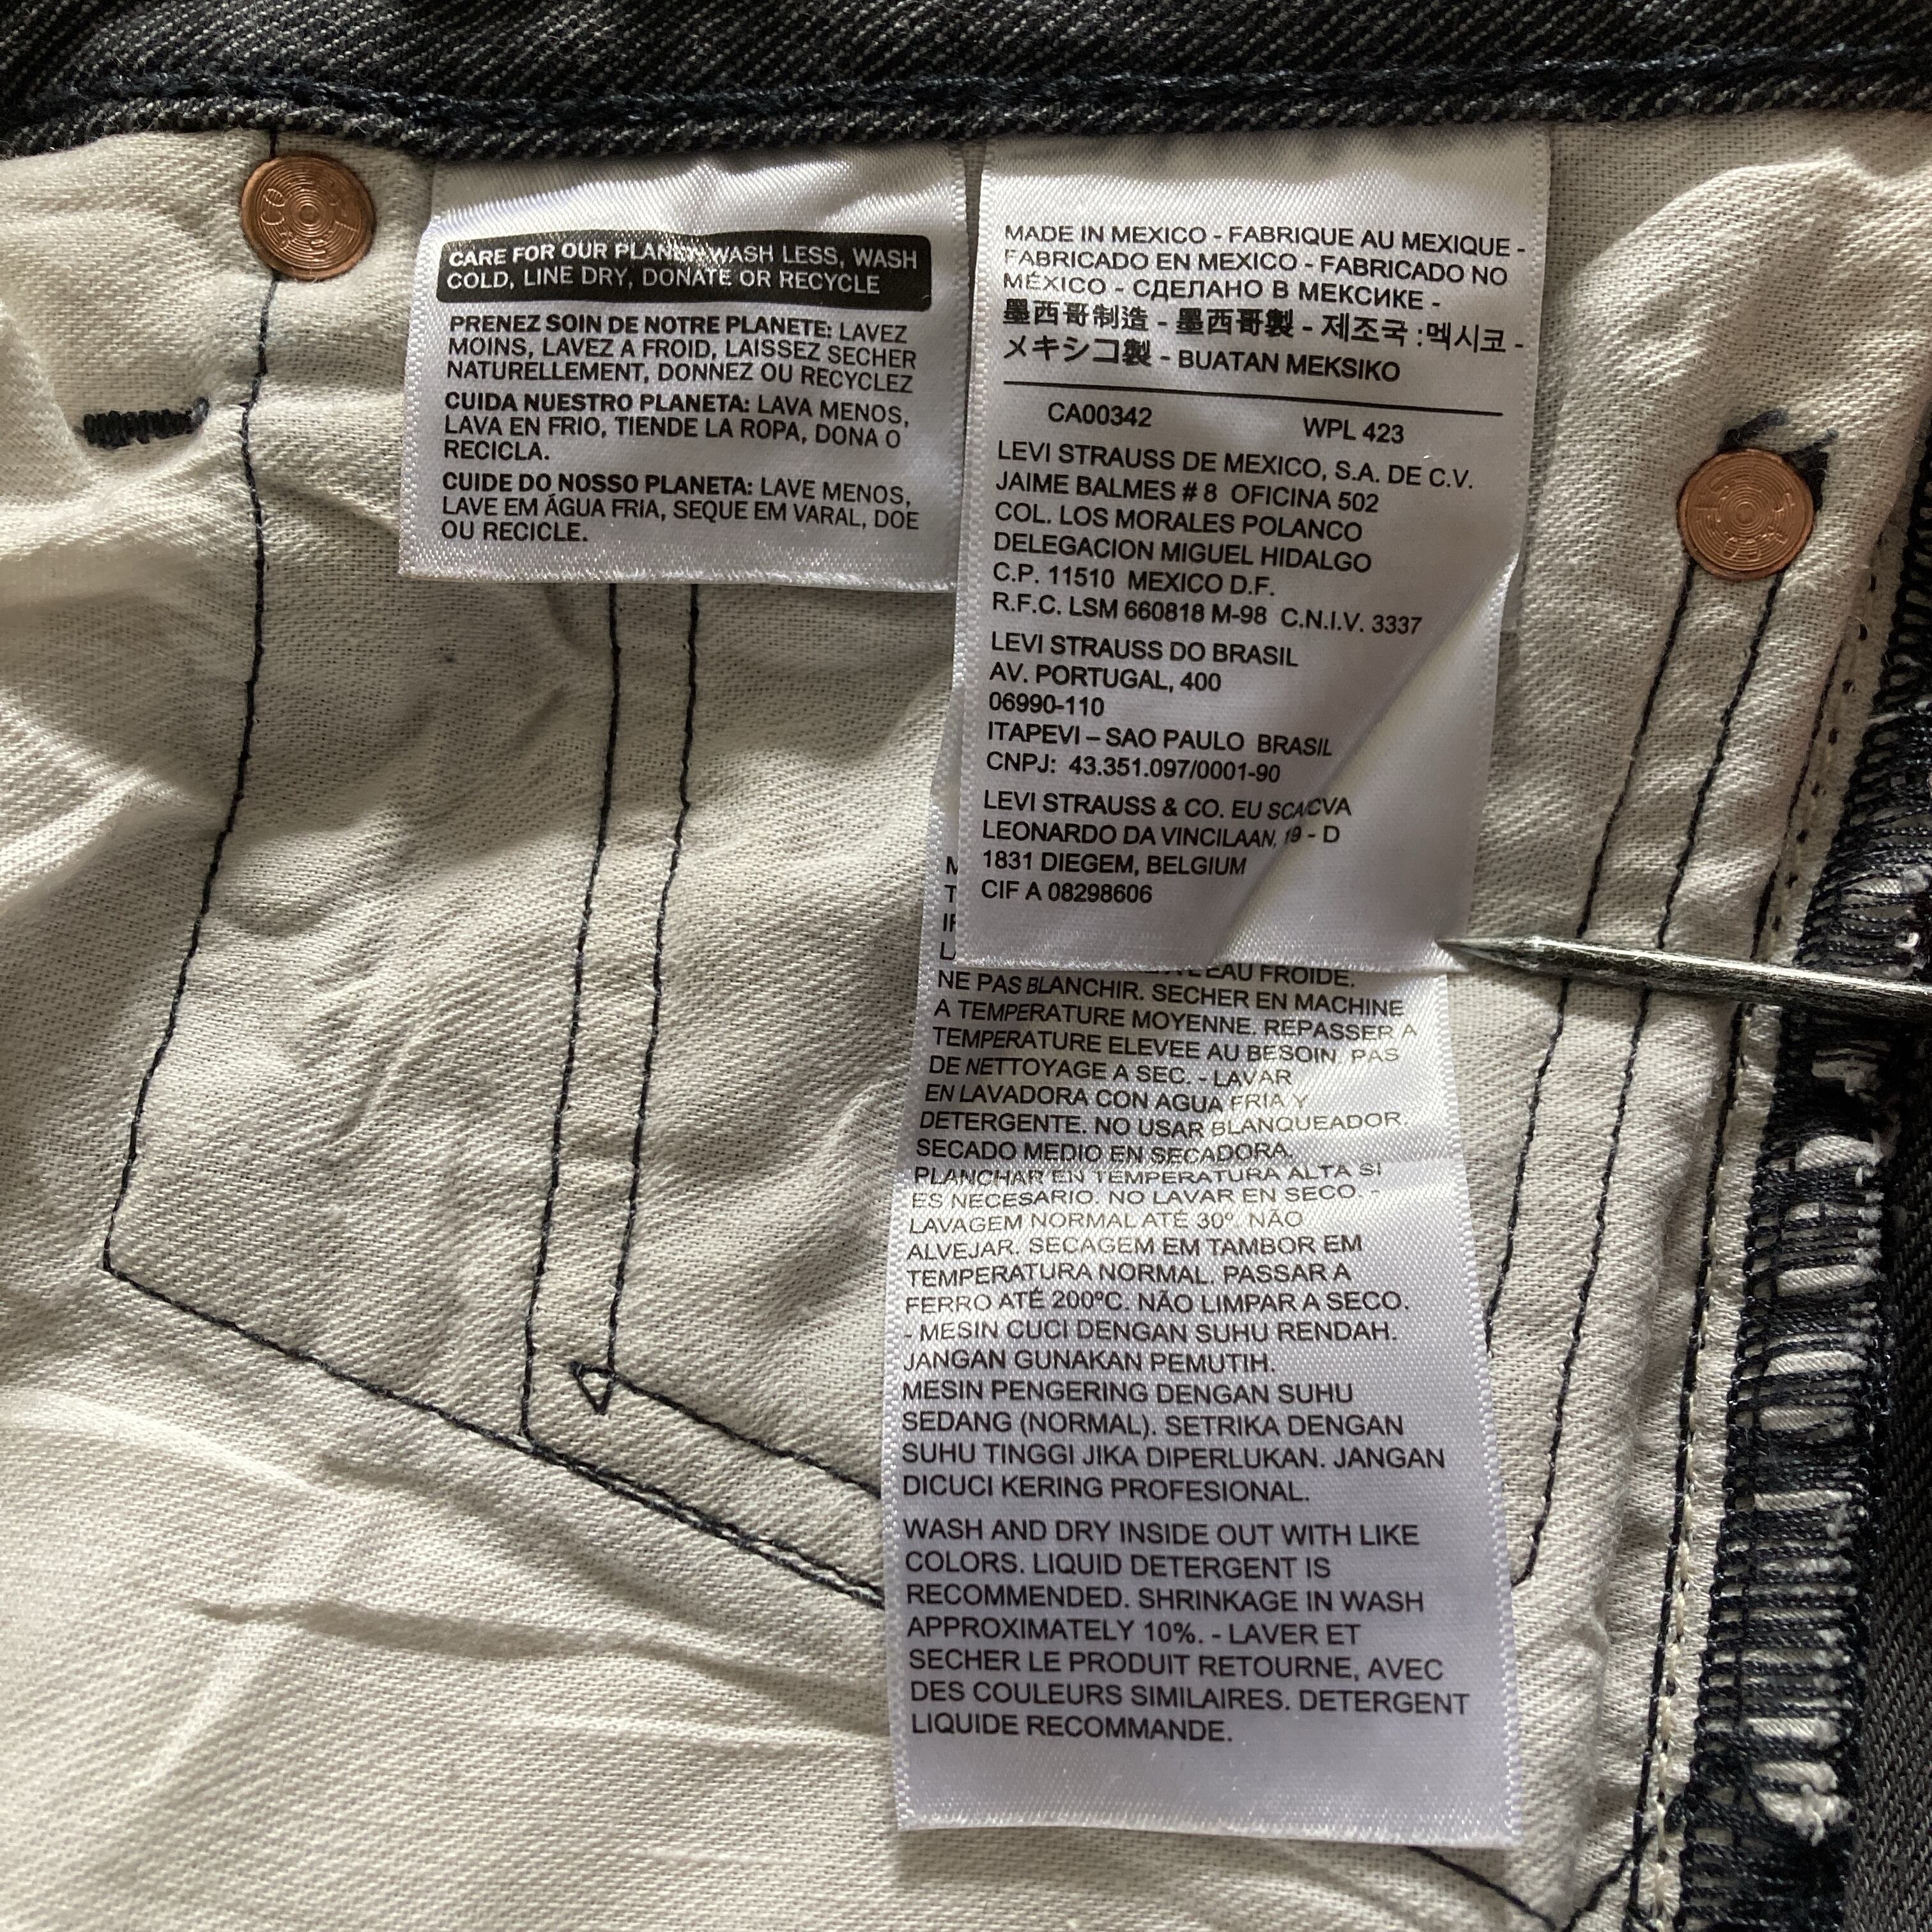 CARE FOR OUR PLANET: WASH LESS, WASH
COLD, LINE DRY, DONATE OR RECYCLE
PRENEZ SOIN DE NOTRE PLANETE: LAVEZ
MOINS, LAVEZ A FROID, LAISSEZ SECHER
NATURELLEMENT, DONNEZ OU RECYCLEZ
CUIDA NUESTRO PLANETA: LAVA MENOS,
LAVA EN FRIO, TIENDE LA ROPA, DONA O
RECICLA.
CUIDE DO NOSSO PLANETA: LAVE MENOS,
LAVE EM ÁGUA FRIA, SEQUE EM VARAL, DOE
OU RECICLE.
MADE IN MEXICO - FABRIQUE AU MEXIQUE -
FABRICADO EN MEXICO - FABRICADO NO
MÉXICO - СДЕЛАНО В МЕКСИКЕ -
墨西哥制造 - 墨西哥製 - 제조국 :멕시코 -
メキシコ製 - BUATAN MEKSIKO
CA00342 WPL 423
LEVI STRAUSS DE MEXICO, S.A. DE C.V.
JAIME BALMES # 8 OFICINA 502
COL. LOS MORALES POLANCO
DELEGACION MIGUEL HIDALGO
C.P. 11510 MEXICO D.F.
R.F.C. LSM 660818 M-98 C.N.I.V. 3337
LEVI STRAUSS DO BRASIL
AV. PORTUGAL, 400
06990-110
ITAPEVI – SAO PAULO BRASIL
CNPJ: 43.351.097/0001-90
LEVI STRAUSS & CO. EU SCA CVA
LEONARDO DA VINCILAAN, 19 - D
1831 DIEGEM, BELGIUM
CIF A 08298606
EAU FROIDE.
NE PAS BLANCHIR. SECHER EN MACHINE
A TEMPERATURE MOYENNE. REPASSER A
TEMPERATURE ELEVEE AU BESOIN. PAS
DE NETTOYAGE A SEC. - LAVAR
EN LAVADORA CON AGUA FRIA Y
DETERGENTE. NO USAR BLANQUEADOR.
SECADO MEDIO EN SECADORA.
PLANCHAR EN TEMPERATURA ALTA SI
ES NECESARIO. NO LAVAR EN SECO. -
LAVAGEM NORMAL ATÉ 30º. NÃO
ALVEJAR. SECAGEM EM TAMBOR EM
TEMPERATURA NORMAL. PASSAR A
FERRO ATÉ 200ºC. NÃO LIMPAR A SECO.
- MESIN CUCI DENGAN SUHU RENDAH.
JANGAN GUNAKAN PEMUTIH.
MESIN PENGERING DENGAN SUHU
SEDANG (NORMAL). SETRIKA DENGAN
SUHU TINGGI JIKA DIPERLUKAN. JANGAN
DICUCI KERING PROFESIONAL.
WASH AND DRY INSIDE OUT WITH LIKE
COLORS. LIQUID DETERGENT IS
RECOMMENDED. SHRINKAGE IN WASH
APPROXIMATELY 10%. - LAVER ET
SECHER LE PRODUIT RETOURNE, AVEC
DES COULEURS SIMILAIRES. DETERGENT
LIQUIDE RECOMMANDE.